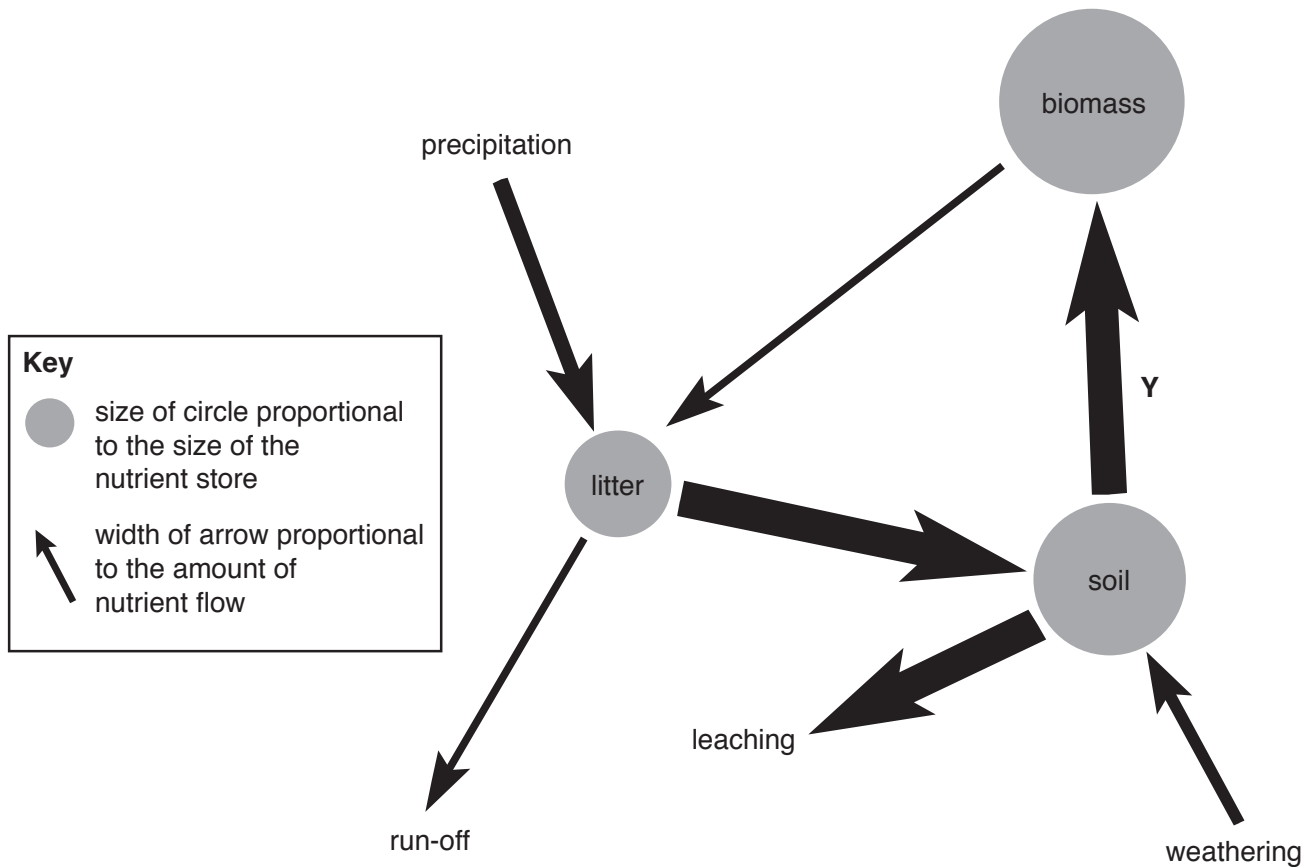 biomass
precipitation
Key
size of circle proportional
to the size of the
nutrient store
width of arrow proportional
to the amount of
nutrient flow
Y
litter
soil
leaching
run-off
weathering